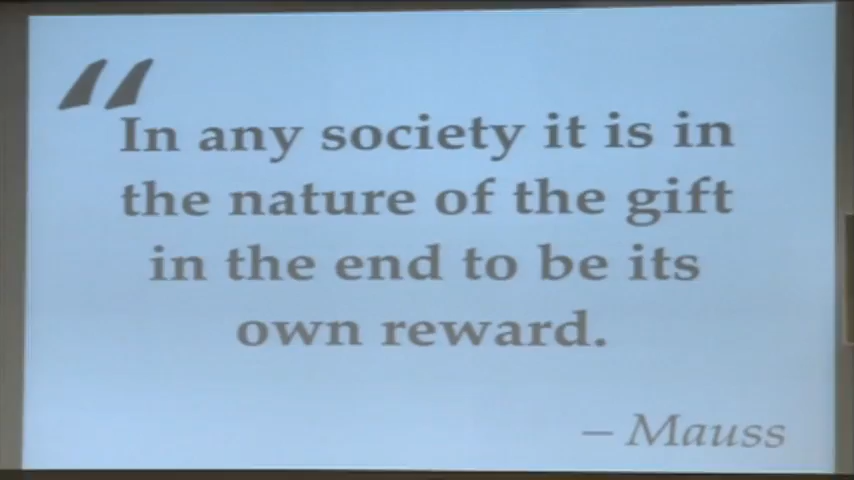 “
In any society it is in
the nature of the gift
in the end to be its
own reward.
– Mauss